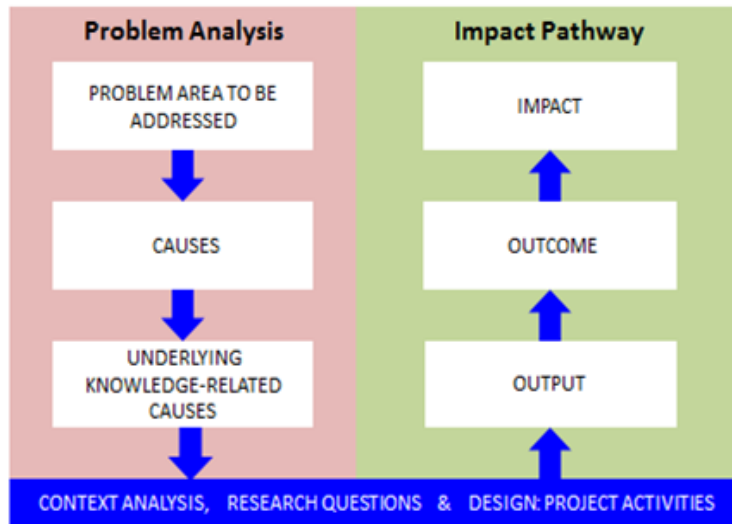 Problem Analysis
PROBLEM AREA TO BE
ADDRESSED
CAUSES
UNDERLYING
KNOWLEDGE-RELATED
CAUSES
Impact Pathway
IMPACT
OUTCOME
OUTPUT
CONTEXT ANALYSIS, RESEARCH QUESTIONS & DESIGN: PROJECT ACTIVITIES